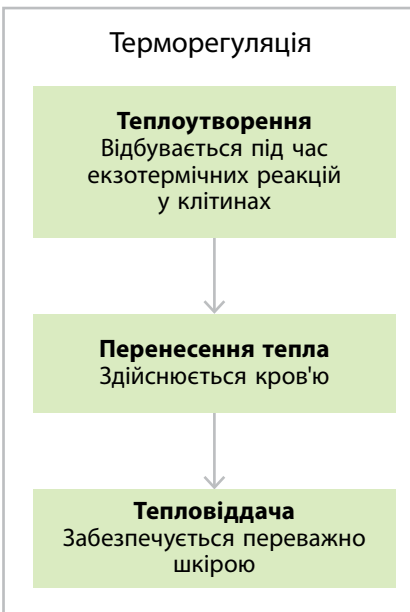 Терморегуляція
Теплоутворення
Відбувається під час
екзотермічних реакцій
у клітинах
Перенесення тепла
Здійснюється кров'ю
Тепловіддача
Забезпечується переважно
шкірою